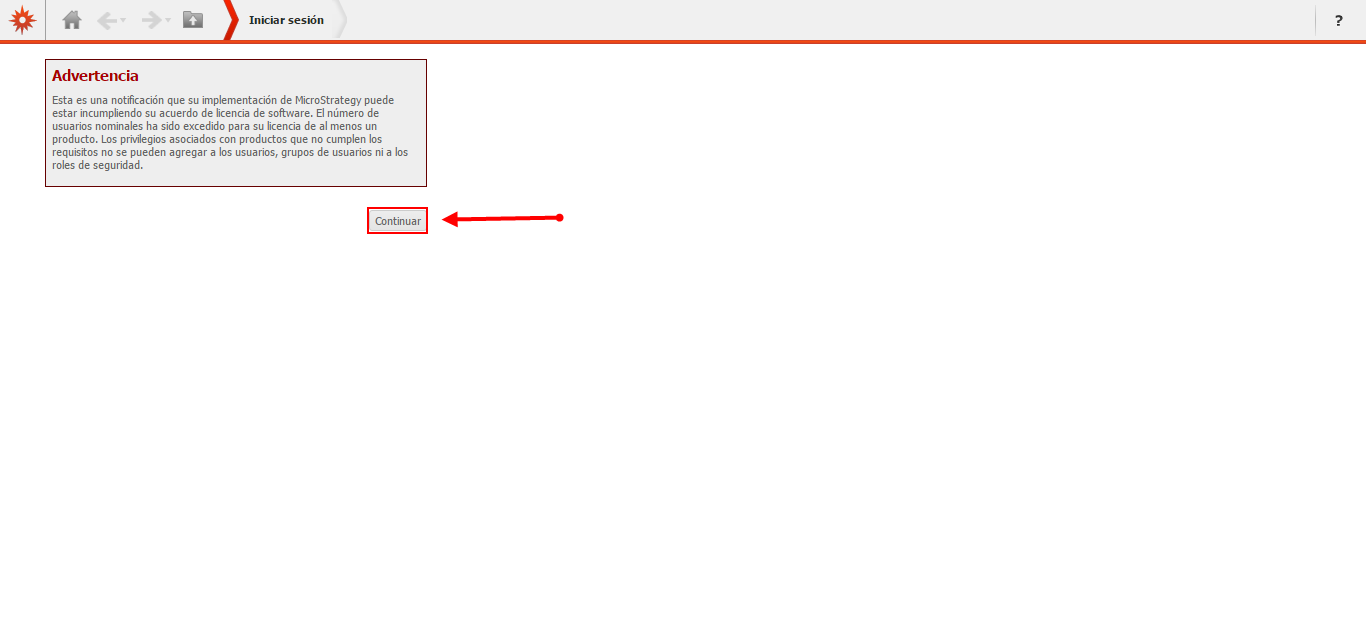 Iniciar sesión
?
Advertencia
Esta es una notificación que su implementación de MicroStrategy puede
estar incumpliendo su acuerdo de licencia de software. El número de
usuarios nominales ha sido excedido para su licencia de al menos un
producto. Los privilegios asociados con productos que no cumplen los
requisitos no se pueden agregar a los usuarios, grupos de usuarios ni a los
roles de seguridad.
Continuar